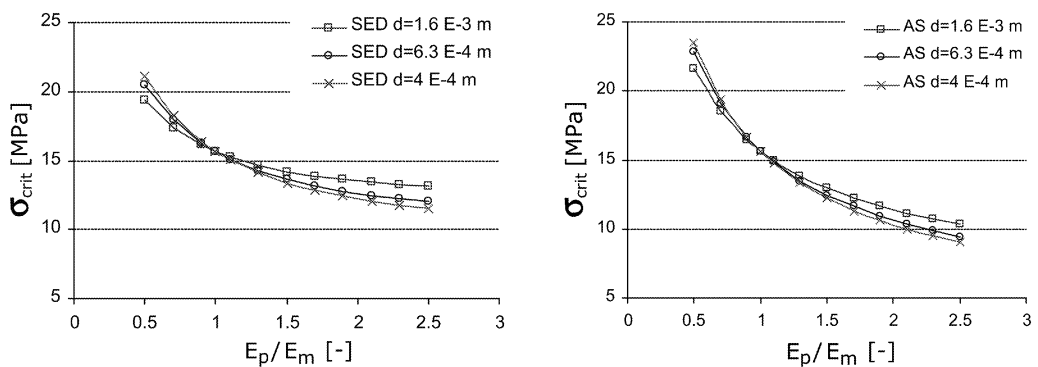 25
20
15
10
5
σcrit [MPa]
SED d=1.6 E-3 m
SED d=6.3 E-4 m
SED d=4 E-4 m
0 0.5 1 1.5 2 2.5 3
Ep/Em [-]
25
20
15
10
5
σcrit [MPa]
AS d=1.6 E-3 m
AS d=6.3 E-4 m
AS d=4 E-4 m
0 0.5 1 1.5 2 2.5 3
Ep/Em [-]